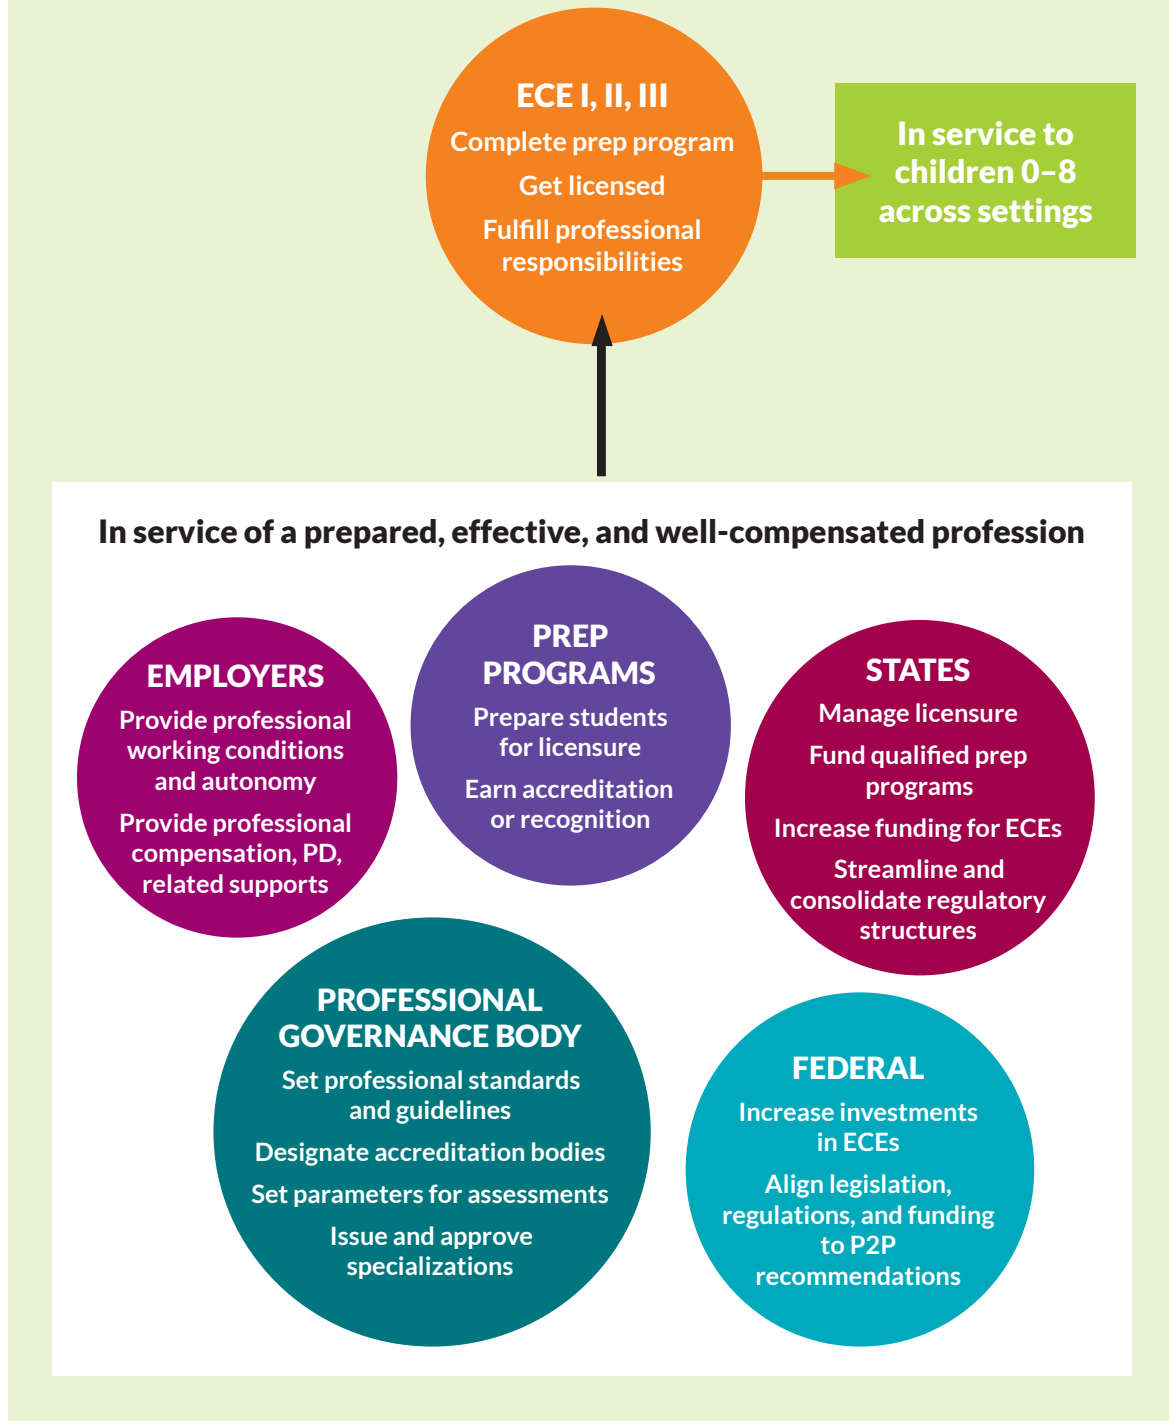 ECE I, II, III
Complete prep program
Get licensed
Fulfill professional
responsibilities
In service to
children 0–8
across settings
In service of a prepared, effective, and well-compensated profession
EMPLOYERS
Provide professional
working conditions
and autonomy
Provide professional
compensation, PD,
related supports
PREP
PROGRAMS
Prepare students
for licensure
Earn accreditation
or recognition
STATES
Manage licensure
Fund qualified prep
programs
Increase funding for ECEs
Streamline and
consolidate regulatory
structures
PROFESSIONAL
GOVERNANCE BODY
Set professional standards
and guidelines
Designate accreditation bodies
Set parameters for assessments
Issue and approve
specializations
FEDERAL
Increase investments
in ECEs
Align legislation,
regulations, and funding
to P2P
recommendations